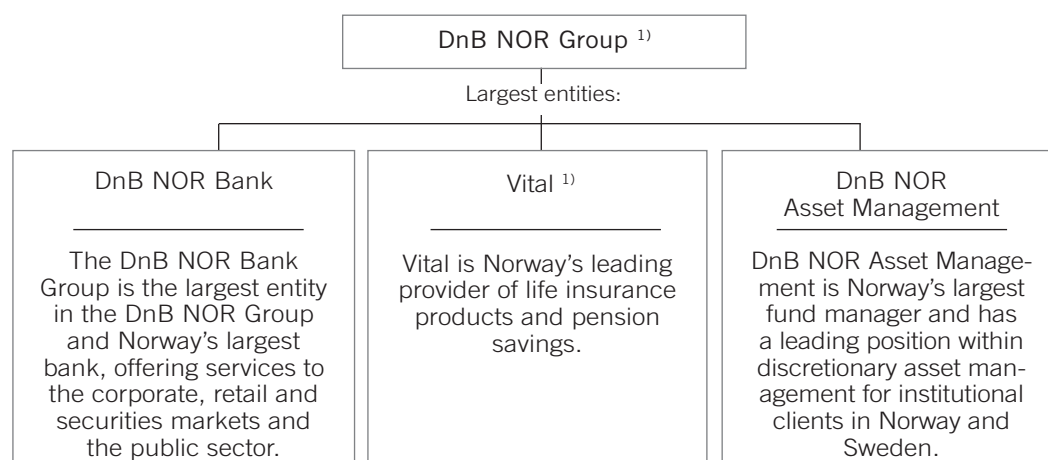 DnB NOR Group 1)
Largest entities:
DnB NOR Bank
The DnB NOR Bank
Group is the largest entity
in the DnB NOR Group
and Norway's largest
bank, offering services to
the corporate, retail and
securities markets and
the public sector.
Vital 1)
Vital is Norway's leading
provider of life insurance
products and pension
savings.
DnB NOR
Asset Management
DnB NOR Asset Manage-
ment is Norway's largest
fund manager and has
a leading position within
discretionary asset man-
agement for institutional
clients in Norway and
Sweden.